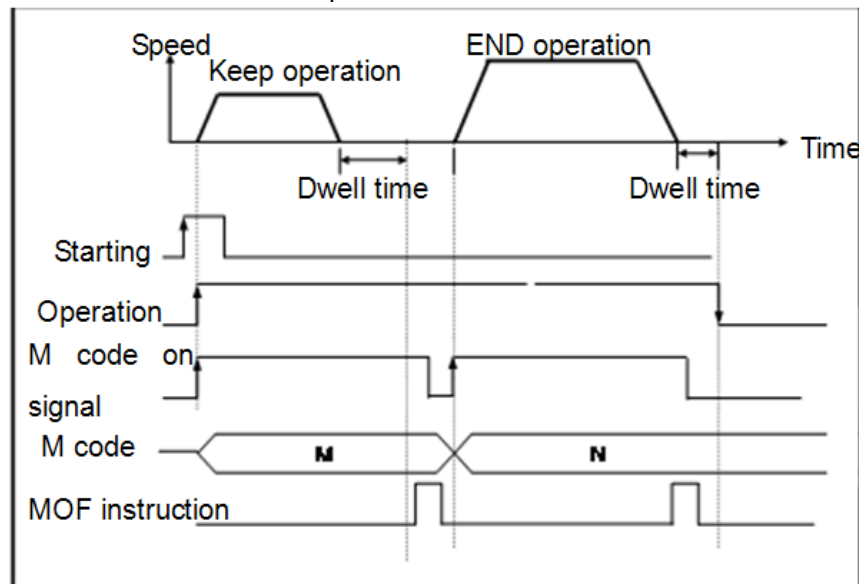 Speed
END operation
Keep operation
Time
Dwell time
Dwell time
Starting
Operation
M code on
signal
M code
M
N
MOF instruction